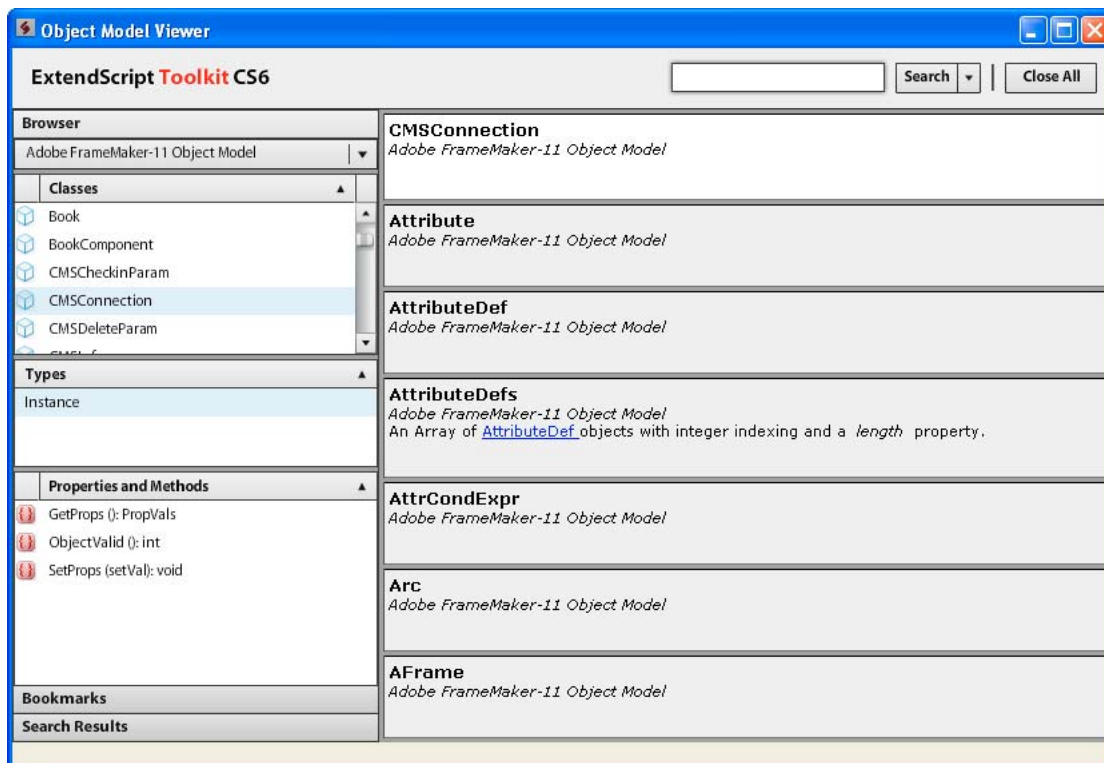 Object Model Viewer
ExtendScript Toolkit CS6
Search
Close All
Browser
Adobe FrameMaker-11 Object Model
Classes
Book
BookComponent
CMSCheckinParam
CMSConnection
CMSDeleteParam
Types
Instance
Properties and Methods
GetProps (): PropVals
ObjectValid (): int
SetProps (setVal): void
Bookmarks
Search Results
CMSConnection
Adobe FrameMaker-11 Object Model
Attribute
Adobe FrameMaker-11 Object Model
AttributeDef
Adobe FrameMaker-11 Object Model
AttributeDefs
Adobe FrameMaker-11 Object Model
An Array of AttributeDef objects with integer indexing and a length property.
AttrCondExpr
Adobe FrameMaker-11 Object Model
Arc
Adobe FrameMaker-11 Object Model
AFrame
Adobe FrameMaker-11 Object Model